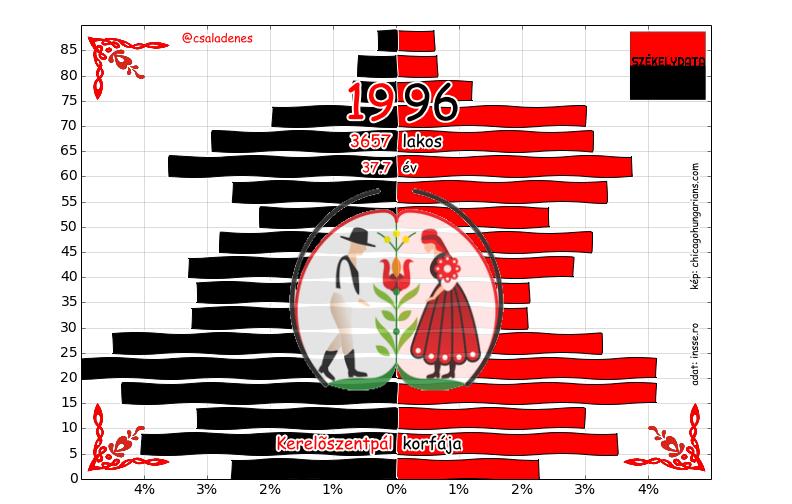 @csaladenes
SZÉKELYDATA
1996
3657 lakos
37.7 év
kép: chicagohungarians.com
adat: insse.ro
Kerelőszentpál korfája
85
80
75
70
65
60
55
50
45
40
35
30
25
20
15
10
5
0
4% 3% 2% 1% 0% 1% 2% 3% 4%